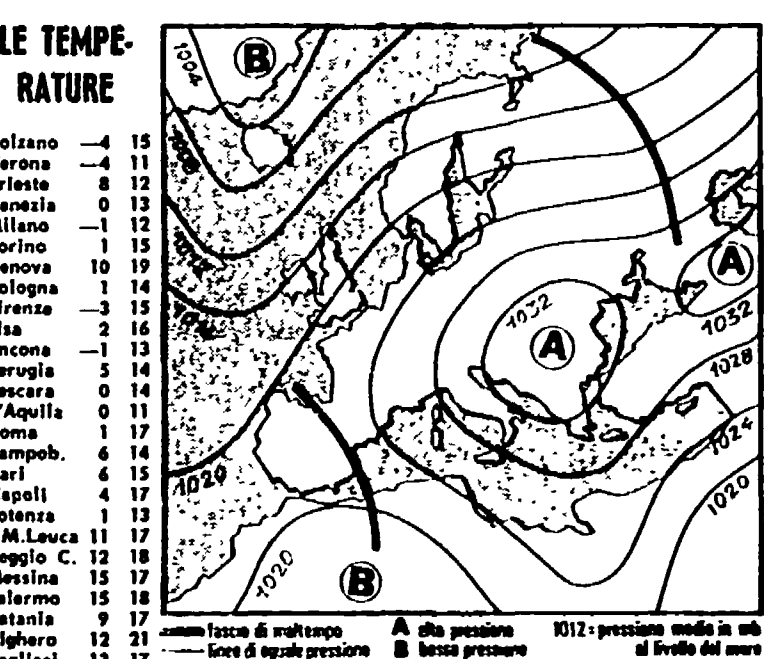 LE TEMPE-
RATURE
olzano —4 15
erona —4 11
rieste 8 12
enezia 0 13
ilano —1 12
orino 1 15
enova 10 19
ologna 1 14
irenze —3 15
isa 2 16
ncona —1 13
erugia 5 14
escara 0 14
'Aquila 0 11
oma 1 17
ampob. 6 14
ari 6 15
apoli 4 17
otenza 1 13
M.Leuca 11 17
eggio C. 12 18
essina 15 17
alermo 15 18
atania 9 17
lghero 12 21
1004
B
1008
1012
A
1032
1032
A
1028
1024
1020
1020
1020
B
fascia di maltempo
linee di eguale pressione
A alta pressione
B bassa pressione
1012 = pressione media in mb
al livello del mare